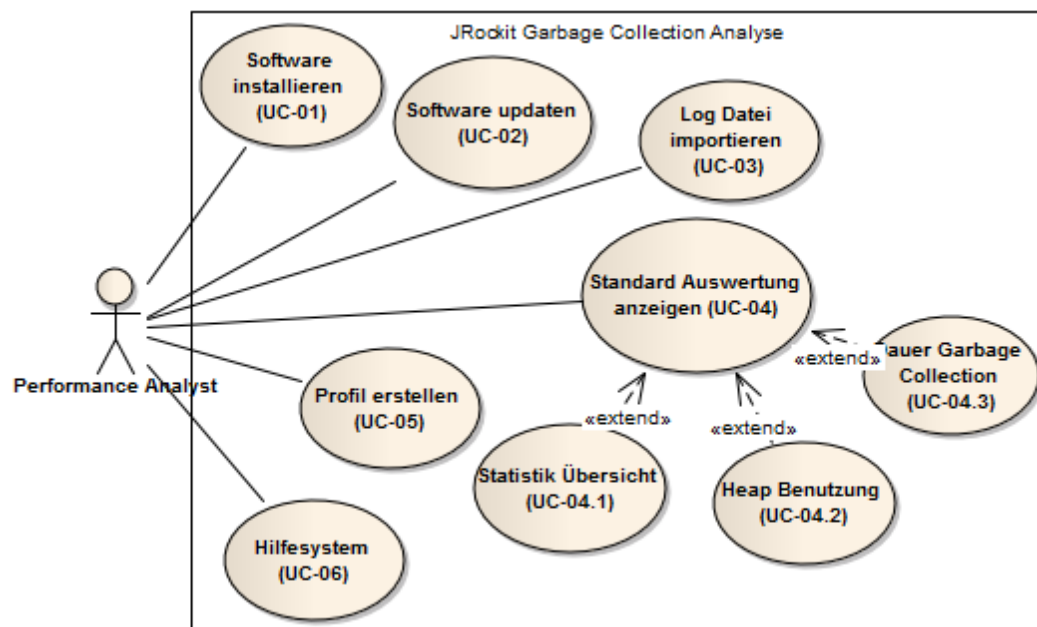 JRockit Garbage Collection Analyse
Software
installieren
(UC-01)
Software updaten
(UC-02)
Log Datei
importieren
(UC-03)
Standard Auswertung
anzeigen (UC-04)
«extend»
Garbage
Collection
(UC-04.3)
Performance Analyst
Profil erstellen
(UC-05)
«extend»
«extend»
Statistik Übersicht
(UC-04.1)
Heap Benutzung
(UC-04.2)
Hilfesystem
(UC-06)